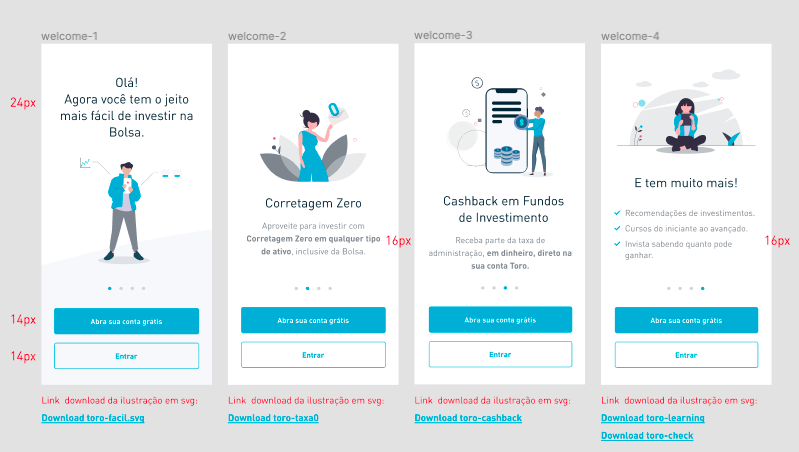 welcome-1
24px
Olá!
Agora você tem o jeito
mais fácil de investir na
Bolsa.
14px
Abra sua conta grátis
14px
Entrar
Link download da ilustração em svg:
Download toro-facil.svg
welcome-2
0
Corretagem Zero
Aproveite para investir com
Corretagem Zero em qualquer tipo
de ativo, inclusive da Bolsa.
16px
Abra sua conta grátis
Entrar
Link download da ilustração em svg:
Download toro-taxa0
welcome-3
$
$
Cashback em Fundos
de Investimento
Receba parte da taxa de
administração, em dinheiro, direto na
sua conta Toro.
Abra sua conta grátis
Entrar
Link download da ilustração em svg:
Download toro-cashback
welcome-4
E tem muito mais!
Recomendações de investimentos.
Cursos do iniciante ao avançado.
Invista sabendo quanto pode
ganhar.
16px
Abra sua conta grátis
Entrar
Link download da ilustração em svg:
Download toro-learning
Download toro-check